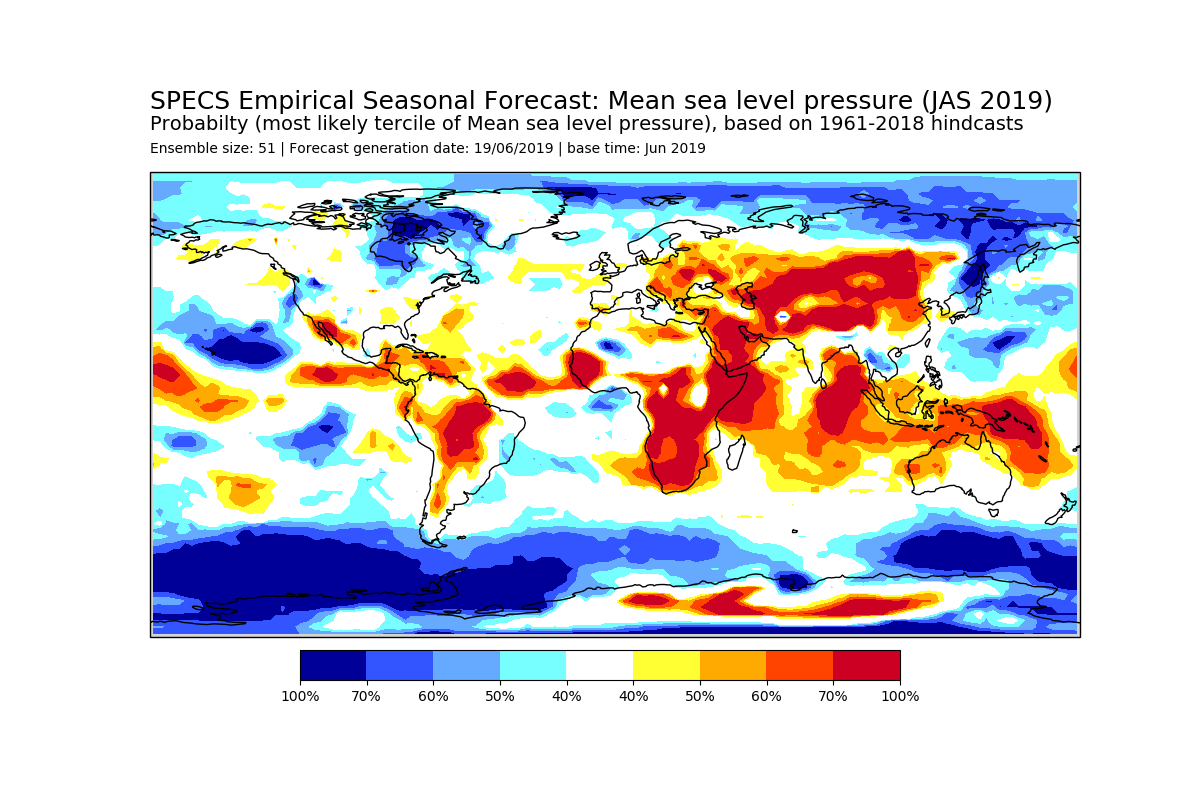 SPECS Empirical Seasonal Forecast: Mean sea level pressure (JAS 2019)
Probabilty (most likely tercile of Mean sea level pressure), based on 1961-2018 hindcasts
Ensemble size: 51 | Forecast generation date: 19/06/2019 | base time: Jun 2019
100% 70% 60% 50% 40% 40% 50% 60% 70% 100%